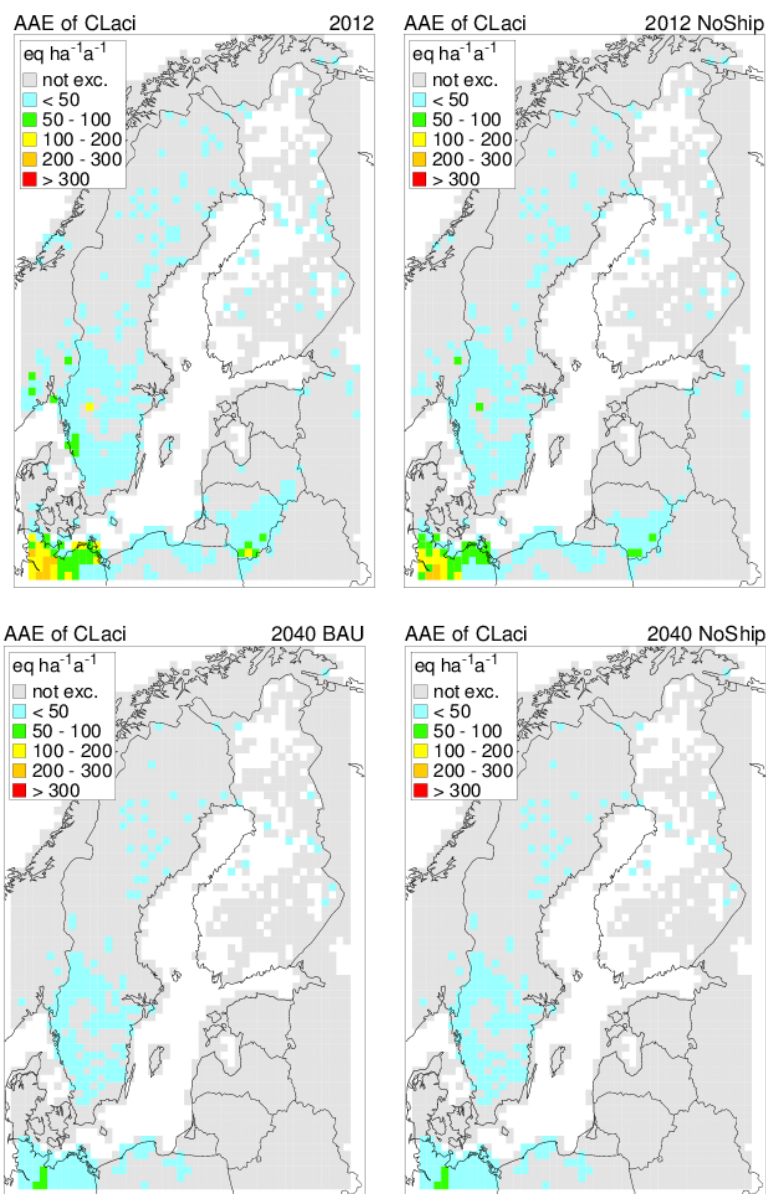 AAE of CLaci 2012
eq ha⁻¹a⁻¹
not exc.
< 50
50 - 100
100 - 200
200 - 300
> 300
AAE of CLaci 2012 NoShip
eq ha⁻¹a⁻¹
not exc.
< 50
50 - 100
100 - 200
200 - 300
> 300
AAE of CLaci 2040 BAU
eq ha⁻¹a⁻¹
not exc.
< 50
50 - 100
100 - 200
200 - 300
> 300
AAE of CLaci 2040 NoShip
eq ha⁻¹a⁻¹
not exc.
< 50
50 - 100
100 - 200
200 - 300
> 300